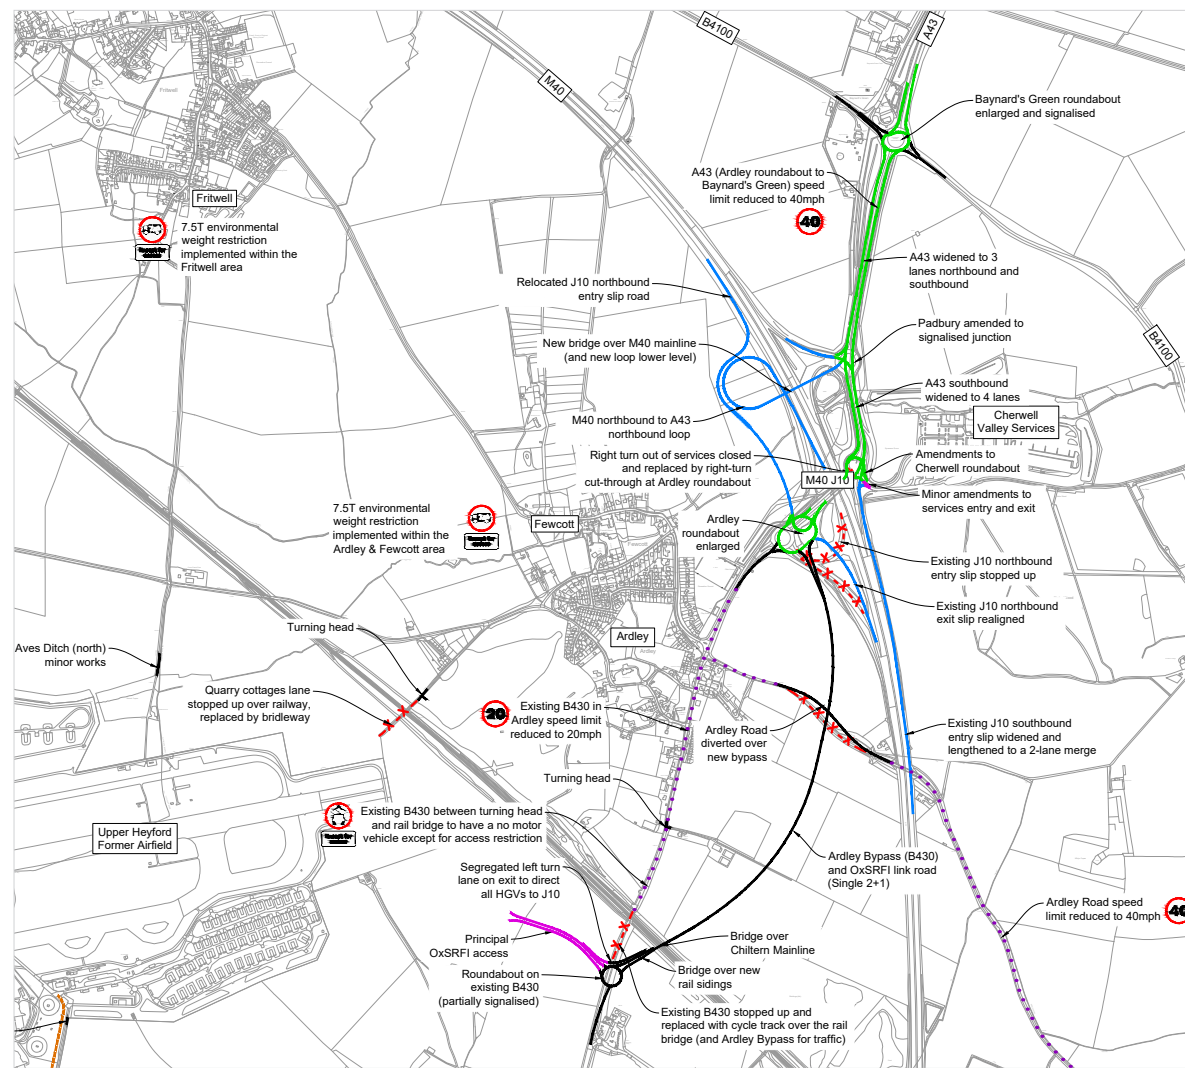 B4100
A43
M40
Baynard's Green roundabout
enlarged and signalised
Fritwell
A43 (Ardley roundabout to
Baynard's Green) speed
limit reduced to 40mph
40
Fritwell
7.5T environmental
weight restriction
implemented within the
Fritwell area
A43 widened to 3
lanes northbound and
southbound
Relocated J10 northbound
entry slip road
Padbury amended to
signalised junction
B4100
New bridge over M40 mainline
(and new loop lower level)
A43 southbound
widened to 4 lanes
M40 northbound to A43
northbound loop
Cherwell
Valley Services
Right turn out of services closed
and replaced by right-turn
cut-through at Ardley roundabout
Amendments to
Cherwell roundabout
M40 J10
Minor amendments to
services entry and exit
7.5T environmental
weight restriction
implemented within the
Ardley & Fewcott area
Fewcott
Ardley
roundabout
enlarged
Existing J10 northbound
entry slip stopped up
Existing J10 northbound
exit slip realigned
Turning head
Ardley
Ardley
Aves Ditch (north)
minor works
Quarry cottages lane
stopped up over railway,
replaced by bridleway
20
Existing B430 in
Ardley speed limit
reduced to 20mph
Ardley Road
diverted over
new bypass
Existing J10 southbound
entry slip widened and
lengthened to a 2-lane merge
Turning head
Existing B430 between turning head
and rail bridge to have a no motor
vehicle except for access restriction
Upper Heyford
Former Airfield
Segregated left turn
lane on exit to direct
all HGVs to J10
Ardley Bypass (B430)
and OxSRFI link road
(Single 2+1)
Ardley Road speed
limit reduced to 40mph
40
Principal
OxSRFI access
Bridge over
Chiltern Mainline
Roundabout on
existing B430
(partially signalised)
Bridge over new
rail sidings
Existing B430 stopped up and
replaced with cycle track over the rail
bridge (and Ardley Bypass for traffic)